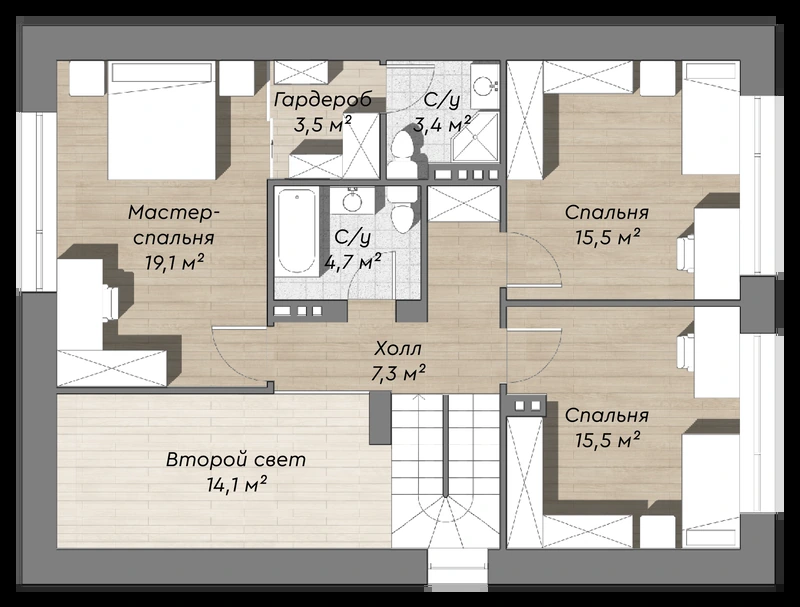 Гардероб
3,5 м²
С/у
3,4 м²
Мастер-
спальня
19,1 м²
С/у
4,7 м²
Спальня
15,5 м²
Холл
7,3 м²
Спальня
15,5 м²
Второй свет
14,1 м²